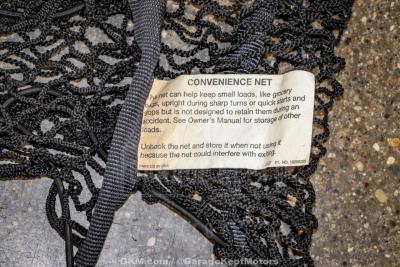 CONVENIENCE NET
net can help keep small loads, like grocery
upright during sharp turns or quick starts and
but is not designed to retain them during an
accident. See Owner's Manual for storage of other
loads.
Unhook the net and store it when not using it
because the net could interfere with exiting.
GKM.com / @GarageKeptMotors